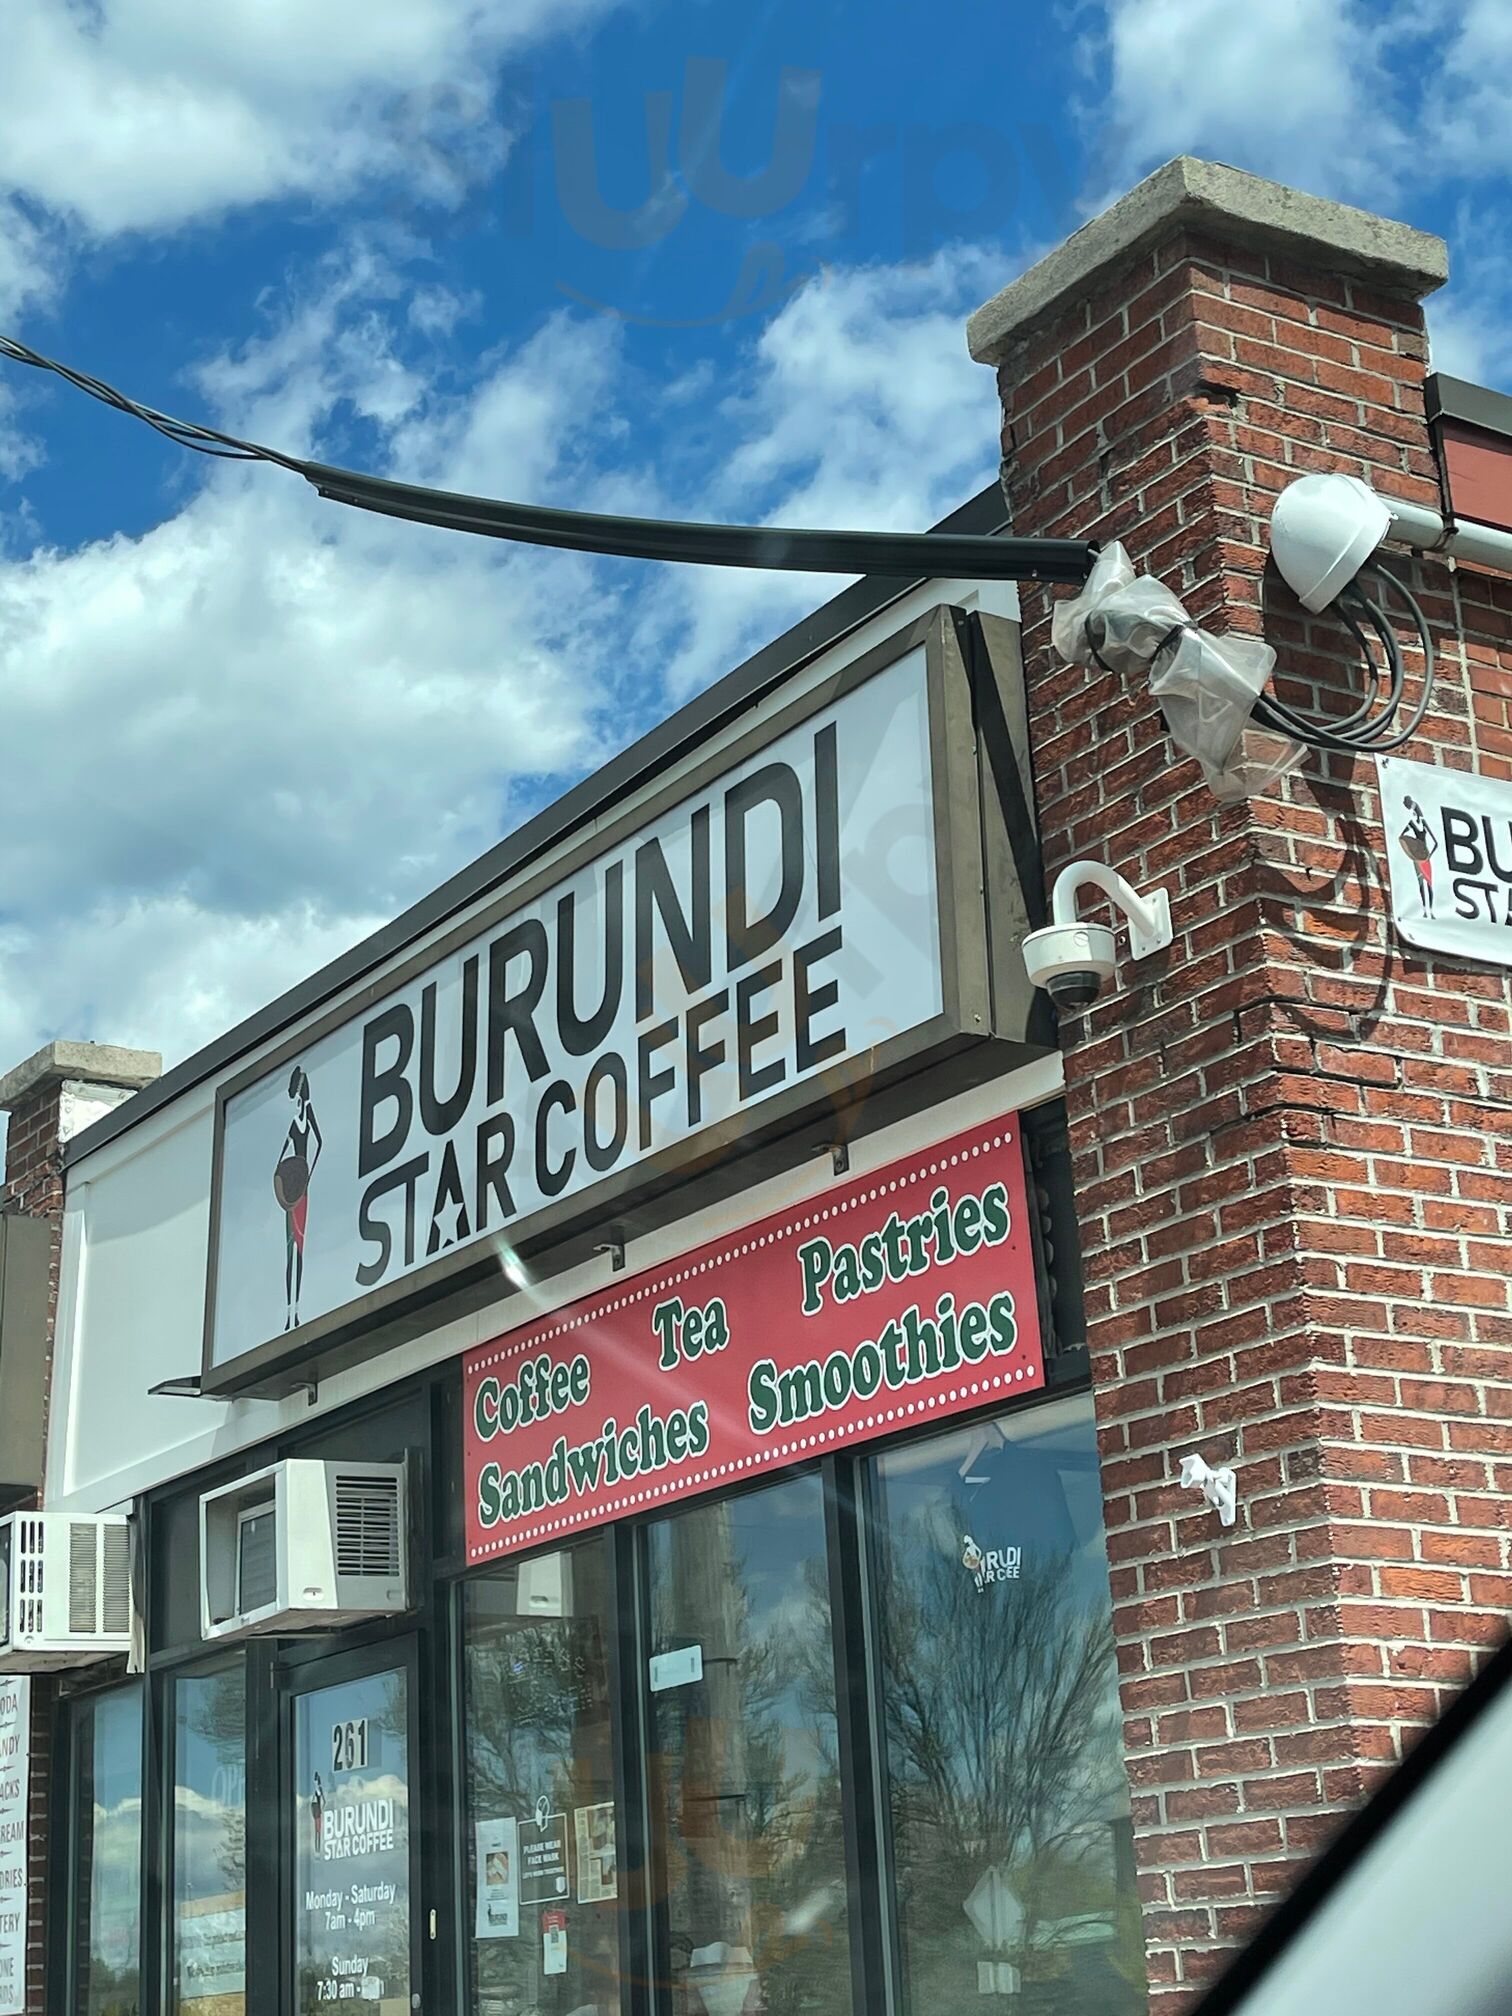 BURUNDI
STAR COFFEE
BU
Coffee Tea Pastries
Sandwiches Smoothies
261
BURUNDI
STAR COFFEE
Monday - Saturday
7am - 4pm
Sunday
7:30 am -
PLEASE WEAR
FACE MASK